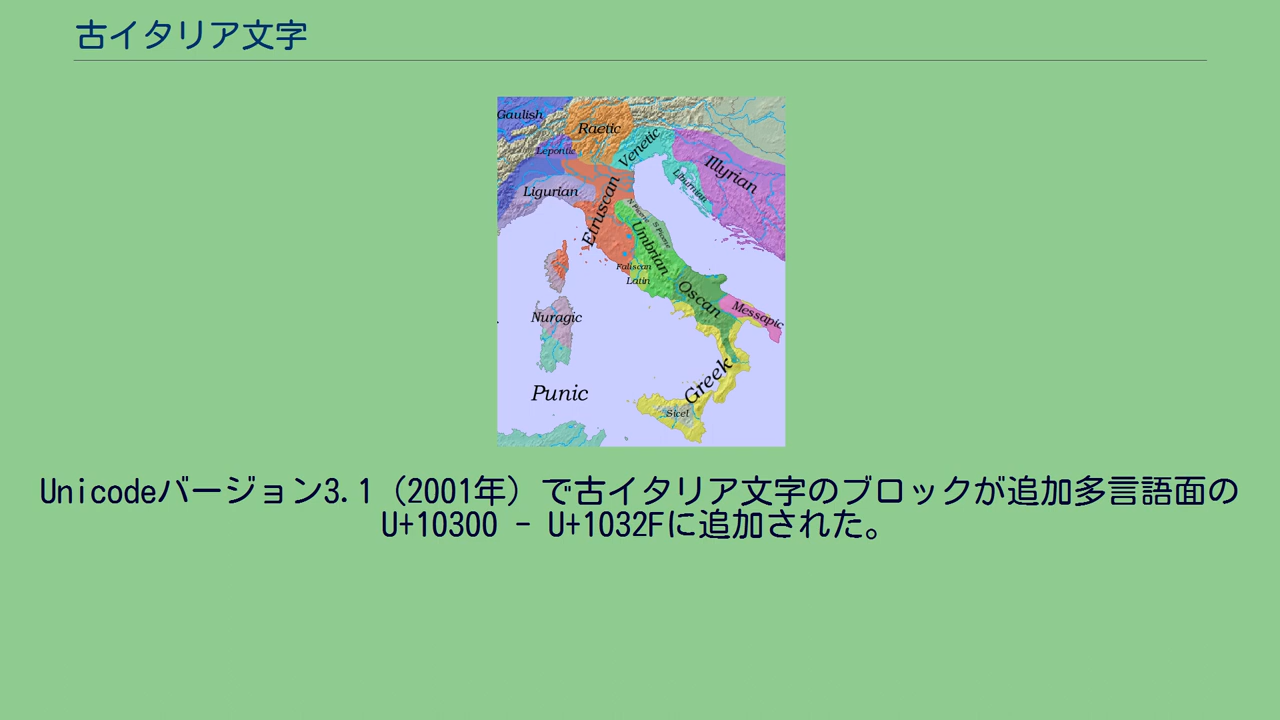 古イタリア文字
Gaulish
Raetic
Lepontic
Venetic
Illyrian
Liburnian
Ligurian
Etruscan
N Picene
S Picene
Umbrian
Faliscan
Latin
Oscan
Messapic
Nuragic
Greek
Punic
Sicel
Unicodeバージョン3.1（2001年）で古イタリア文字のブロックが追加多言語面の
U+10300 - U+1032Fに追加された。